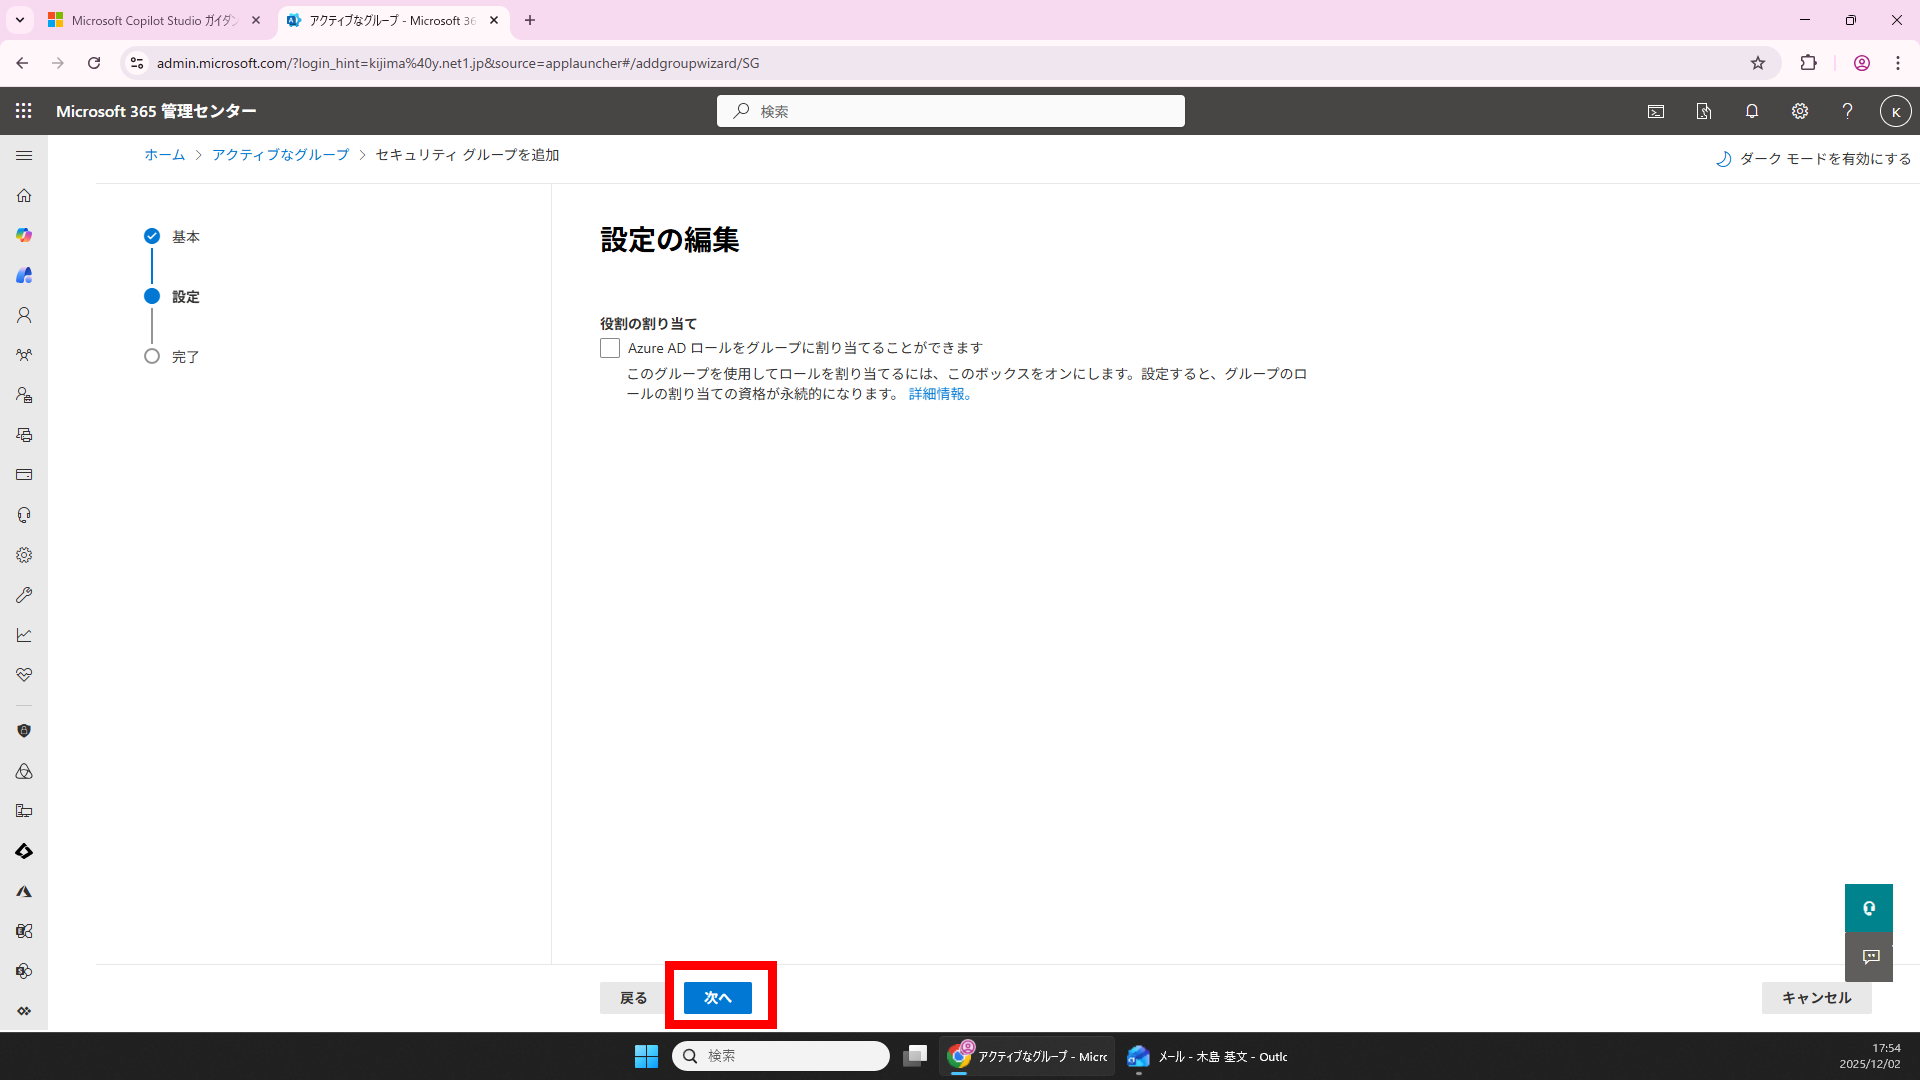 Microsoft Copilot Studio ガイダン
アクティブなグループ - Microsoft 36
admin.microsoft.com/?login_hint=kijima%40y.net1.jp&source=applauncher#/addgroupwizard/SG
Microsoft 365 管理センター
検索
K
ホーム > アクティブなグループ > セキュリティ グループを追加
ダーク モードを有効にする
基本
設定
完了
設定の編集
役割の割り当て
Azure AD ロールをグループに割り当てることができます
このグループを使用してロールを割り当てるには、このボックスをオンにします。設定すると、グループのロ
ールの割り当ての資格が永続的になります。 詳細情報。
戻る
次へ
キャンセル
検索
アクティブなグループ - Micro
メール - 木島 基文 - Outlc
17:54
2025/12/02